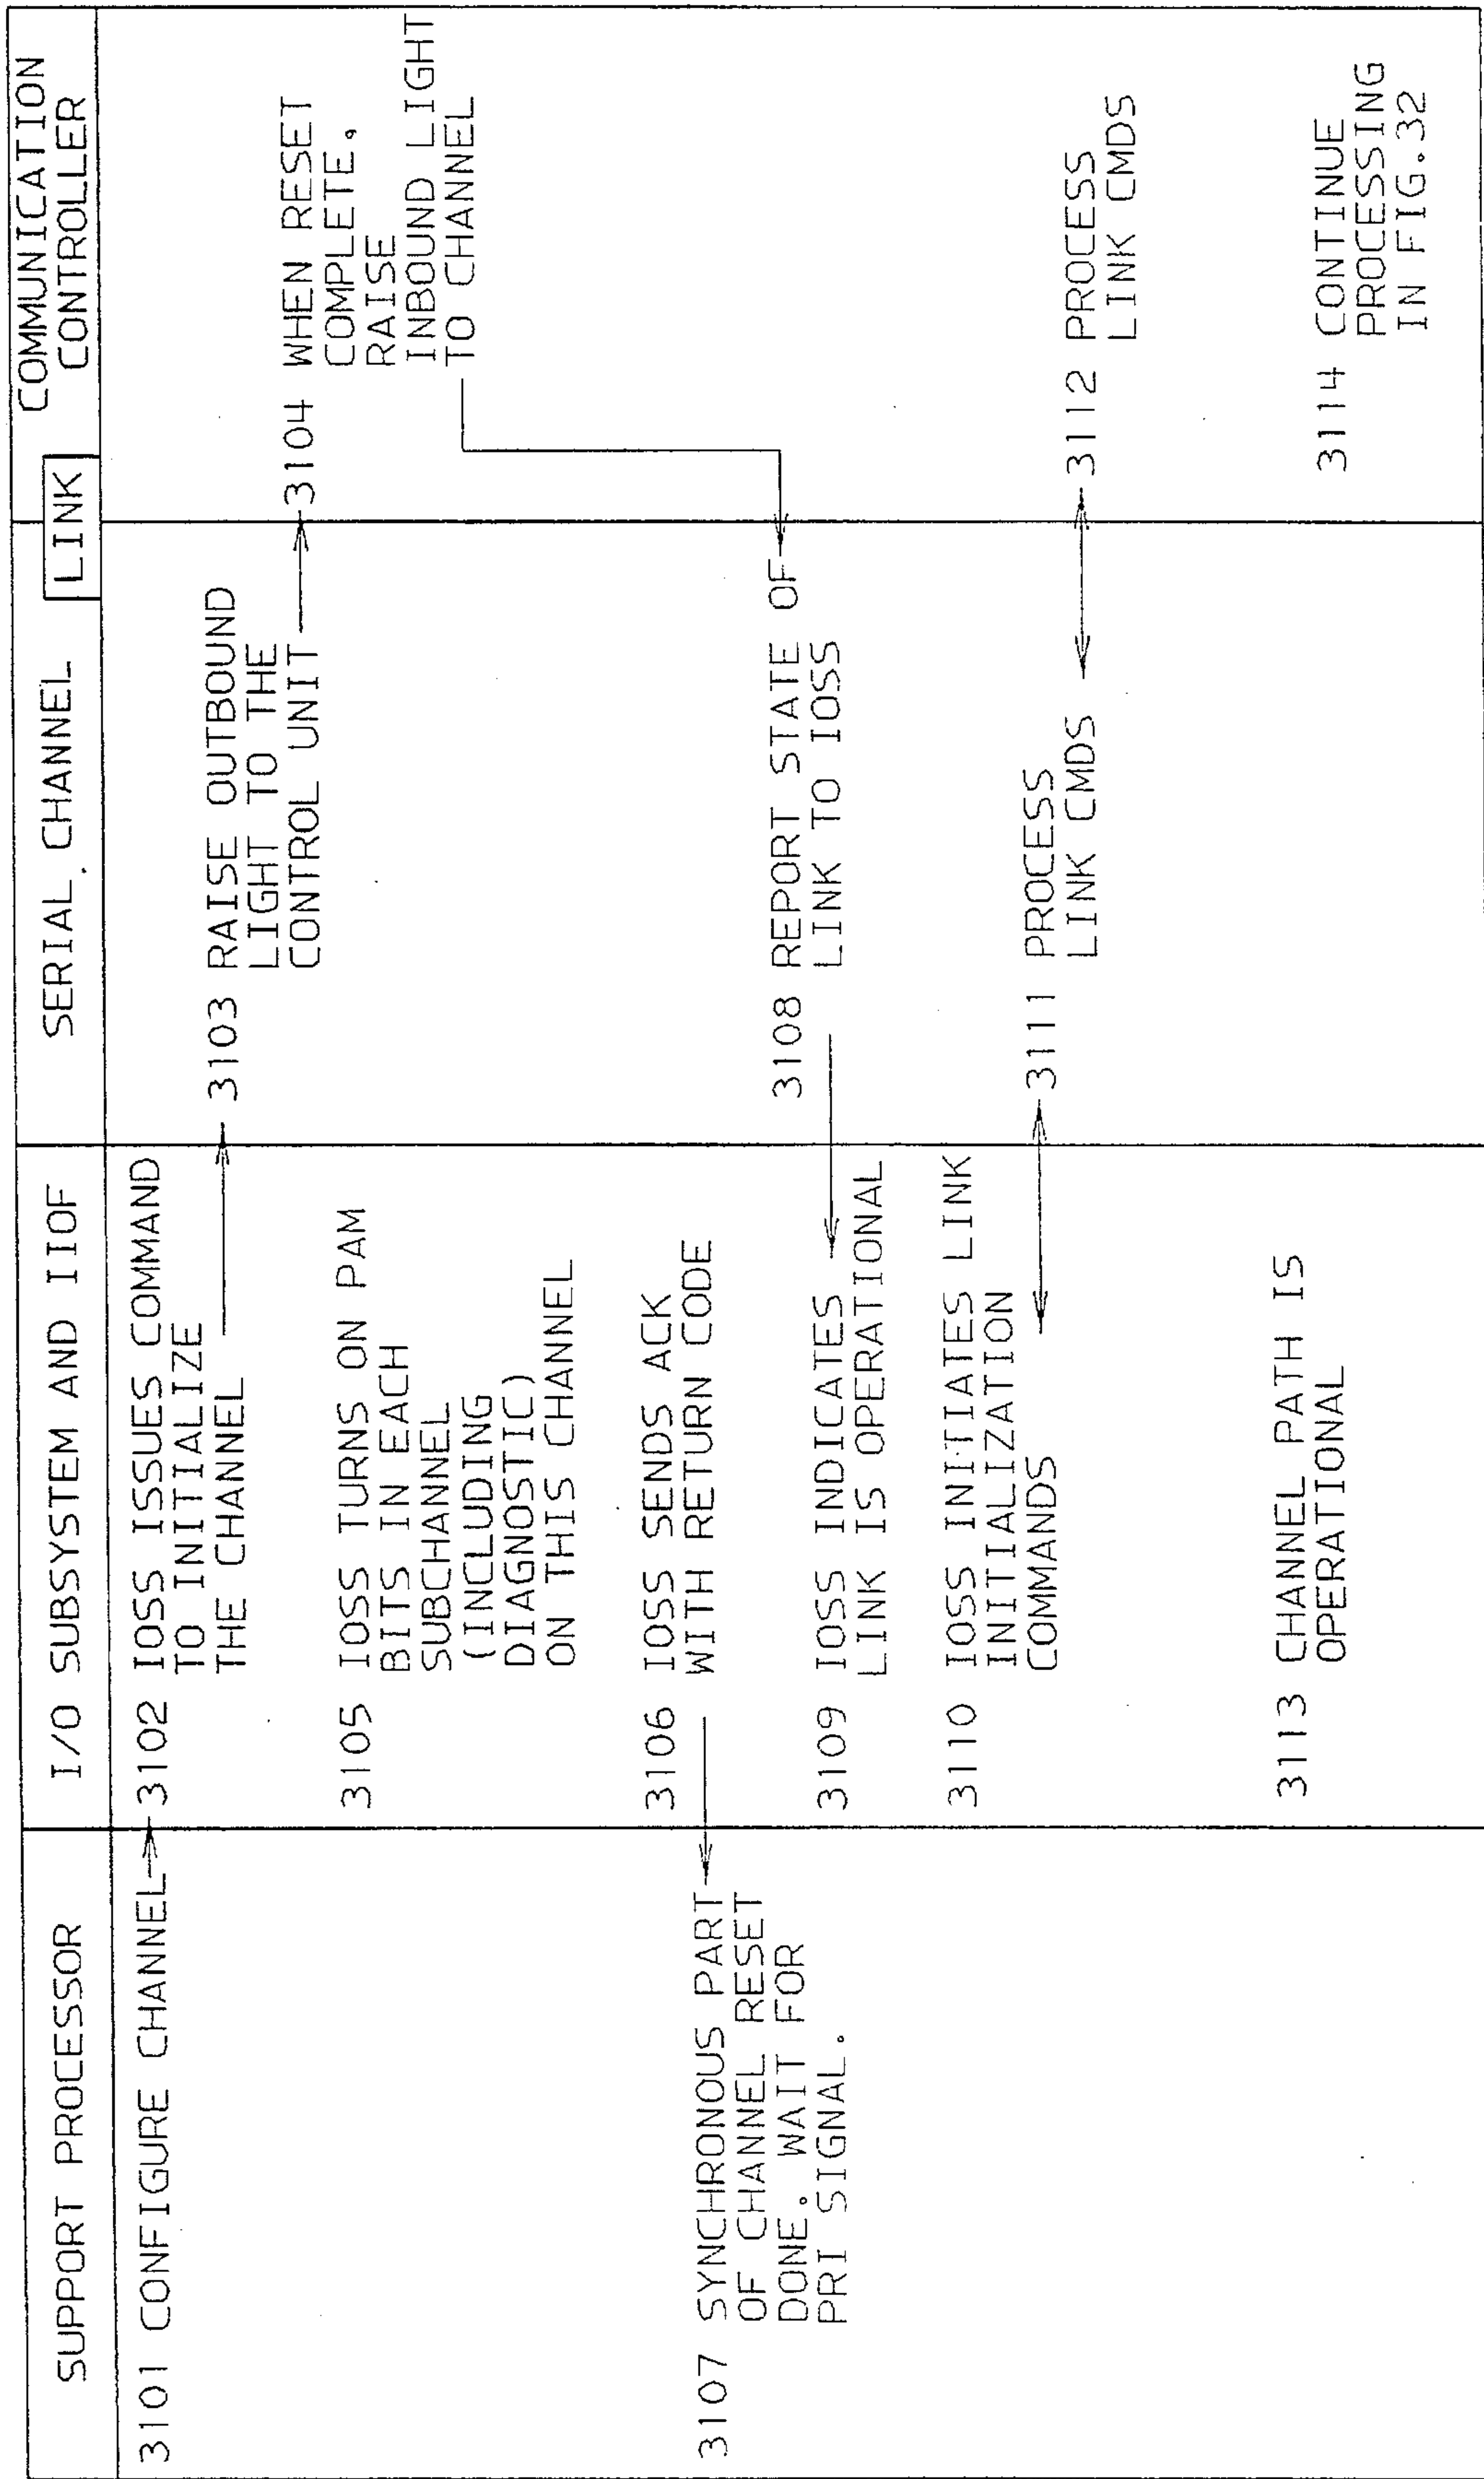 SUPPORT PROCESSOR
I/O SUBSYSTEM AND IIOF
SERIAL CHANNEL
LINK
COMMUNICATION
CONTROLLER
3101 CONFIGURE CHANNEL
3102 IOSS ISSUES COMMAND
TO INITIALIZE
THE CHANNEL
3103 RAISE OUTBOUND
LIGHT TO THE
CONTROL UNIT
3104 WHEN RESET
COMPLETE,
RAISE
INBOUND LIGHT
TO CHANNEL
3105 IOSS TURNS ON PAM
BITS IN EACH
SUBCHANNEL
(INCLUDING
DIAGNOSTIC)
ON THIS CHANNEL
3106 IOSS SENDS ACK
WITH RETURN CODE
3107 SYNCHRONOUS PART
OF CHANNEL RESET
DONE. WAIT FOR
PRI SIGNAL.
3108 REPORT STATE OF
LINK TO IOSS
3109 IOSS INDICATES
LINK IS OPERATIONAL
3110 IOSS INITIATES LINK
INITIALIZATION
COMMANDS
3111 PROCESS
LINK CMDS
3112 PROCESS
LINK CMDS
3113 CHANNEL PATH IS
OPERATIONAL
3114 CONTINUE
PROCESSING
IN FIG.32